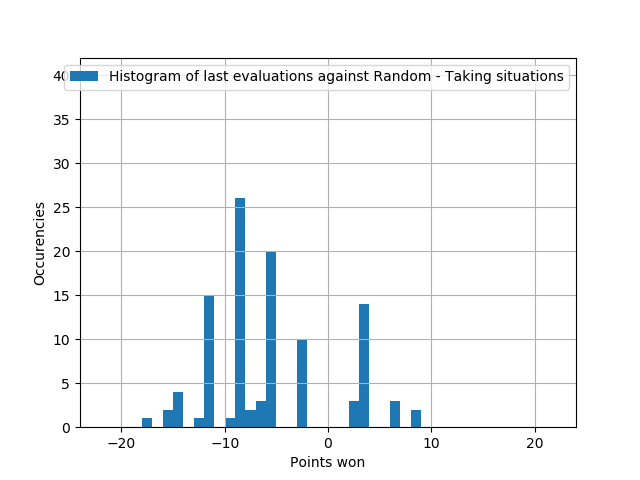 Histogram of last evaluations against Random - Taking situations
40
35
30
25
20
15
10
5
0
Occurencies
−20 −10 0 10 20
Points won